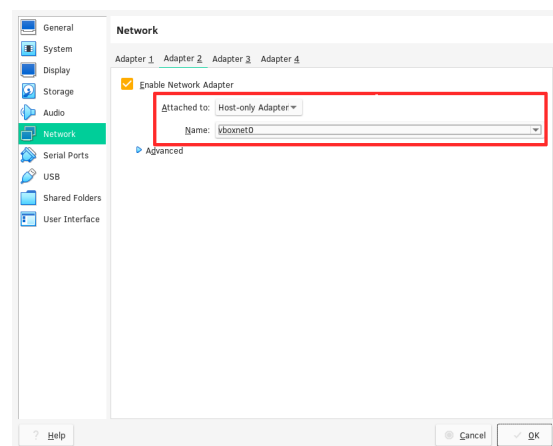 General
System
Display
Storage
Audio
Network
Serial Ports
USB
Shared Folders
User Interface
Network
Adapter 1 Adapter 2 Adapter 3 Adapter 4
Enable Network Adapter
Attached to: Host-only Adapter
Name: vboxnet0
Advanced
? Help
Cancel
OK